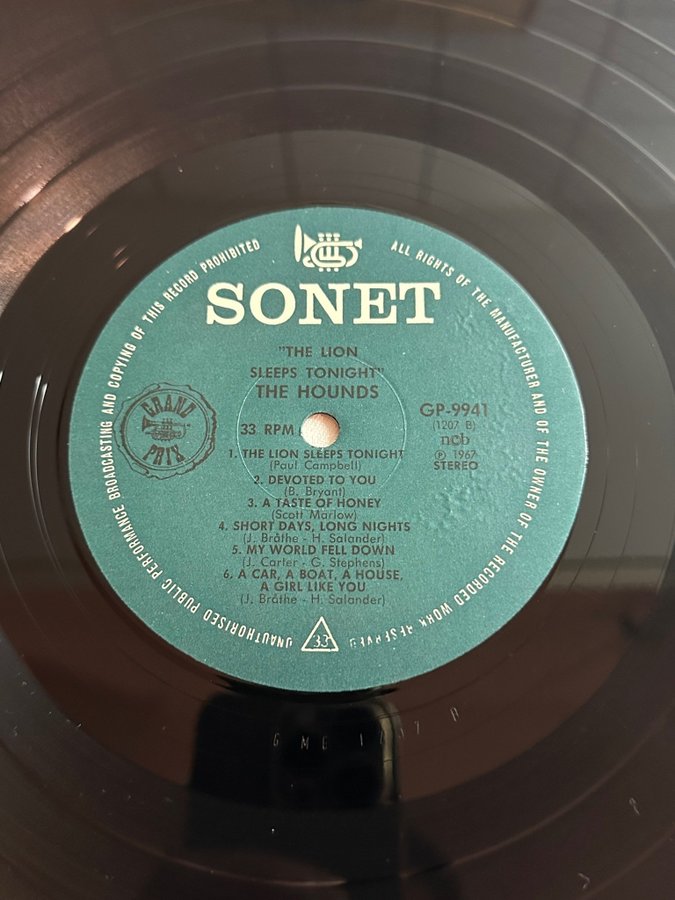 UNAUTHORISED PUBLIC PERFORMANCE BROADCASTING AND COPYING OF THIS RECORD PROHIBITED
ALL RIGHTS OF THE MANUFACTURER AND OF THE OWNER OF THE RECORDED WORK RESERVED
SONET
"THE LION
SLEEPS TONIGHT"
THE HOUNDS
GRAND
PRIX
33 RPM
GP-9941
(1207 B)
ncb
Ⓟ 1967
STEREO
1. THE LION SLEEPS TONIGHT
(Paul Campbell)
2. DEVOTED TO YOU
(B. Bryant)
3. A TASTE OF HONEY
(Scott Marlow)
4. SHORT DAYS, LONG NIGHTS
(J. Bråthe - H. Salander)
5. MY WORLD FELL DOWN
(J. Carter - G. Stephens)
6. A CAR, A BOAT, A HOUSE,
A GIRL LIKE YOU
(J. Bråthe - H. Salander)
33